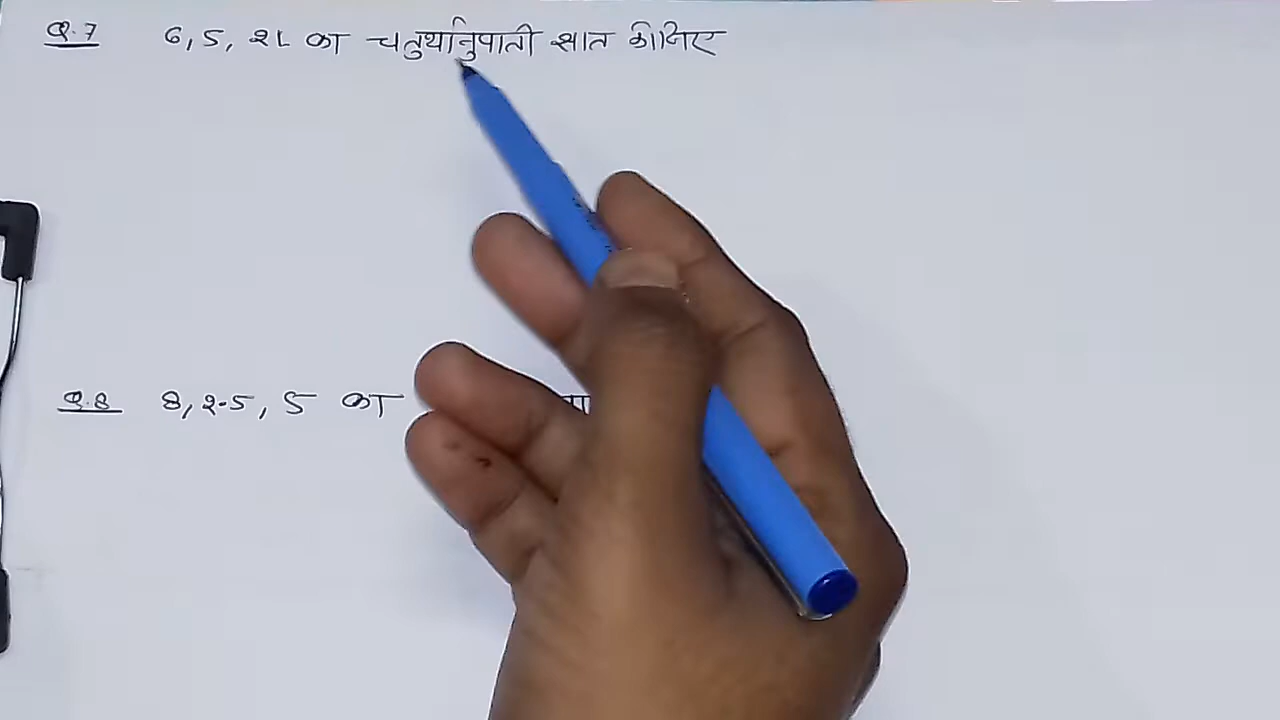 Q.7 6, 5, 21 का चतुर्थानुपाती ज्ञात कीजिए
Q.8 8, 2.5, 5 का